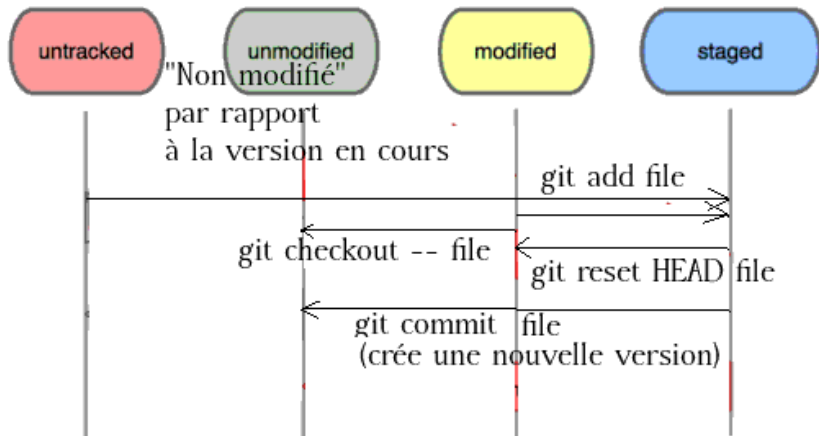 untracked
unmodified
modified
staged
"Non modifié"
par rapport
à la version en cours
git add file
git checkout -- file
git reset HEAD file
git commit file
(crée une nouvelle version)